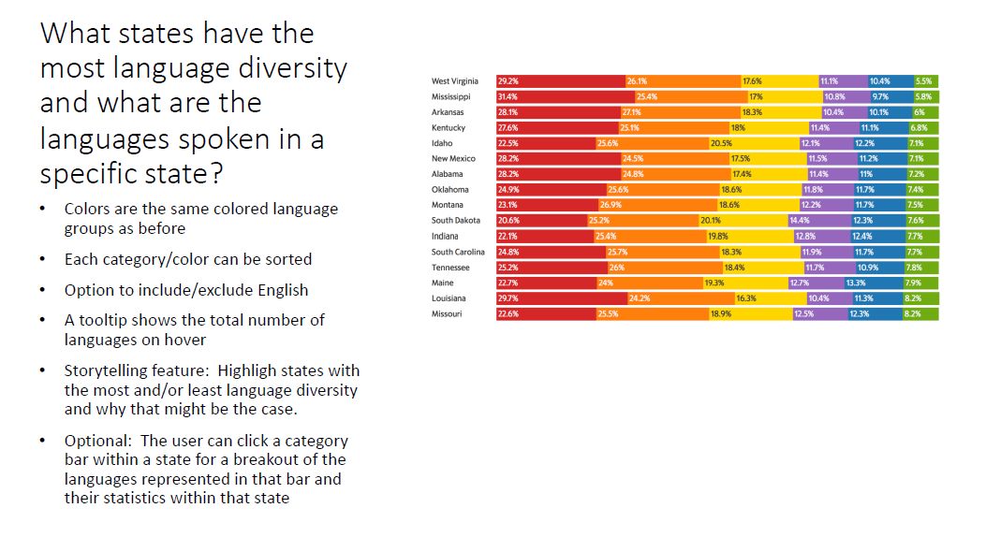 What states have the
most language diversity
and what are the
languages spoken in a
specific state?
• Colors are the same colored language
groups as before
• Each category/color can be sorted
• Option to include/exclude English
• A tooltip shows the total number of
languages on hover
• Storytelling feature:  Highligh states with
the most and/or least language diversity
and why that might be the case.
• Optional:  The user can click a category
bar within a state for a breakout of the
languages represented in that bar and
their statistics within that state
West Virginia 29.2% 26.1% 17.6% 11.1% 10.4% 5.5%
Mississippi 31.4% 25.4% 17% 10.8% 9.7% 5.8%
Arkansas 28.1% 27.1% 18.3% 10.4% 10.1% 6%
Kentucky 27.6% 25.1% 18% 11.4% 11.1% 6.8%
Idaho 22.5% 25.6% 20.5% 12.1% 12.2% 7.1%
New Mexico 28.2% 24.5% 17.5% 11.5% 11.2% 7.1%
Alabama 28.2% 24.8% 17.4% 11.4% 11% 7.2%
Oklahoma 24.9% 25.6% 18.6% 11.8% 11.7% 7.4%
Montana 23.1% 26.9% 18.6% 12.2% 11.7% 7.5%
South Dakota 20.6% 25.2% 20.1% 14.4% 12.3% 7.6%
Indiana 22.1% 25.4% 19.8% 12.8% 12.4% 7.7%
South Carolina 24.8% 25.7% 18.3% 11.9% 11.7% 7.7%
Tennessee 25.2% 26% 18.4% 11.7% 10.9% 7.8%
Maine 22.7% 24% 19.3% 12.7% 13.3% 7.9%
Louisiana 29.7% 24.2% 16.3% 10.4% 11.3% 8.2%
Missouri 22.6% 25.5% 18.9% 12.5% 12.3% 8.2%